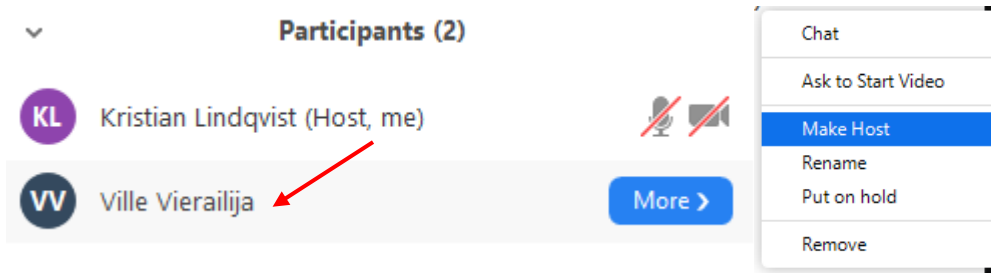 Participants (2)
KL Kristian Lindqvist (Host, me)
VV Ville Vierailija More
Chat
Ask to Start Video
Make Host
Rename
Put on hold
Remove